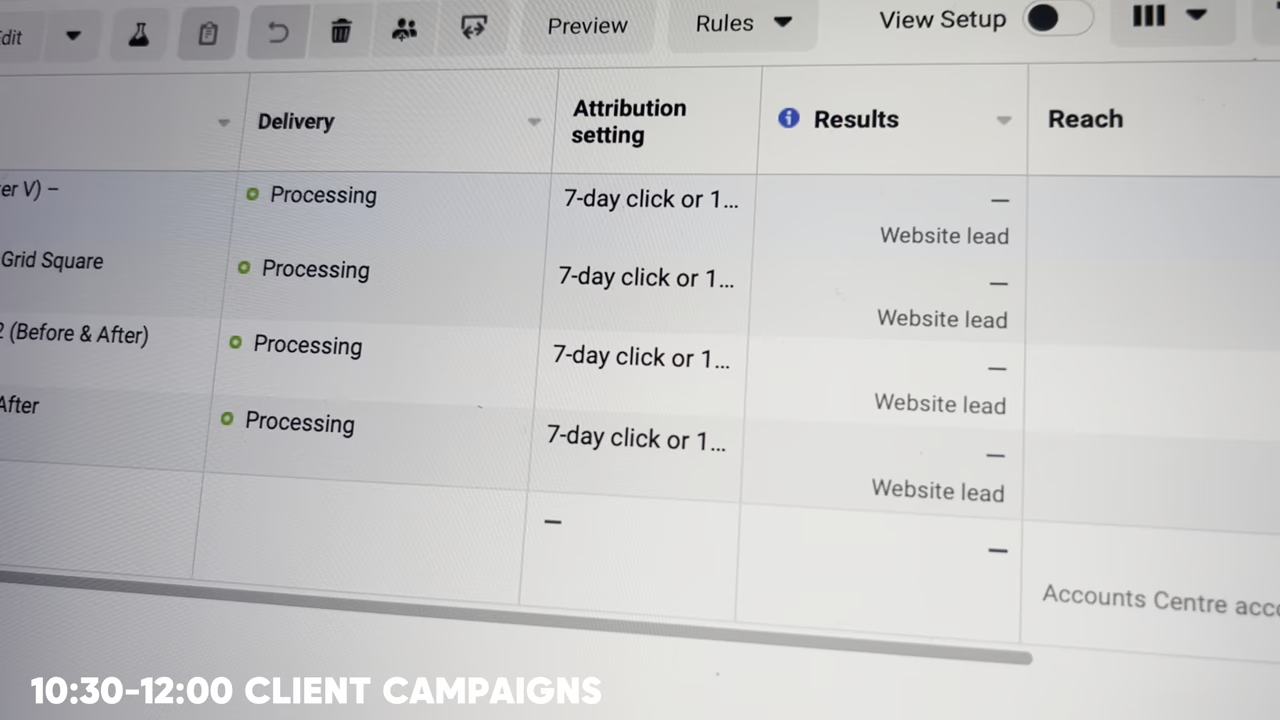 dit
Preview
Rules
View Setup
Delivery
Attribution
setting
Results
Reach
er V) –
Processing
7-day click or 1...
—
Website lead
Grid Square
Processing
7-day click or 1...
—
Website lead
2 (Before & After)
Processing
7-day click or 1...
—
Website lead
After
Processing
7-day click or 1...
—
Website lead
—
—
Accounts Centre acc
10:30-12:00 CLIENT CAMPAIGNS